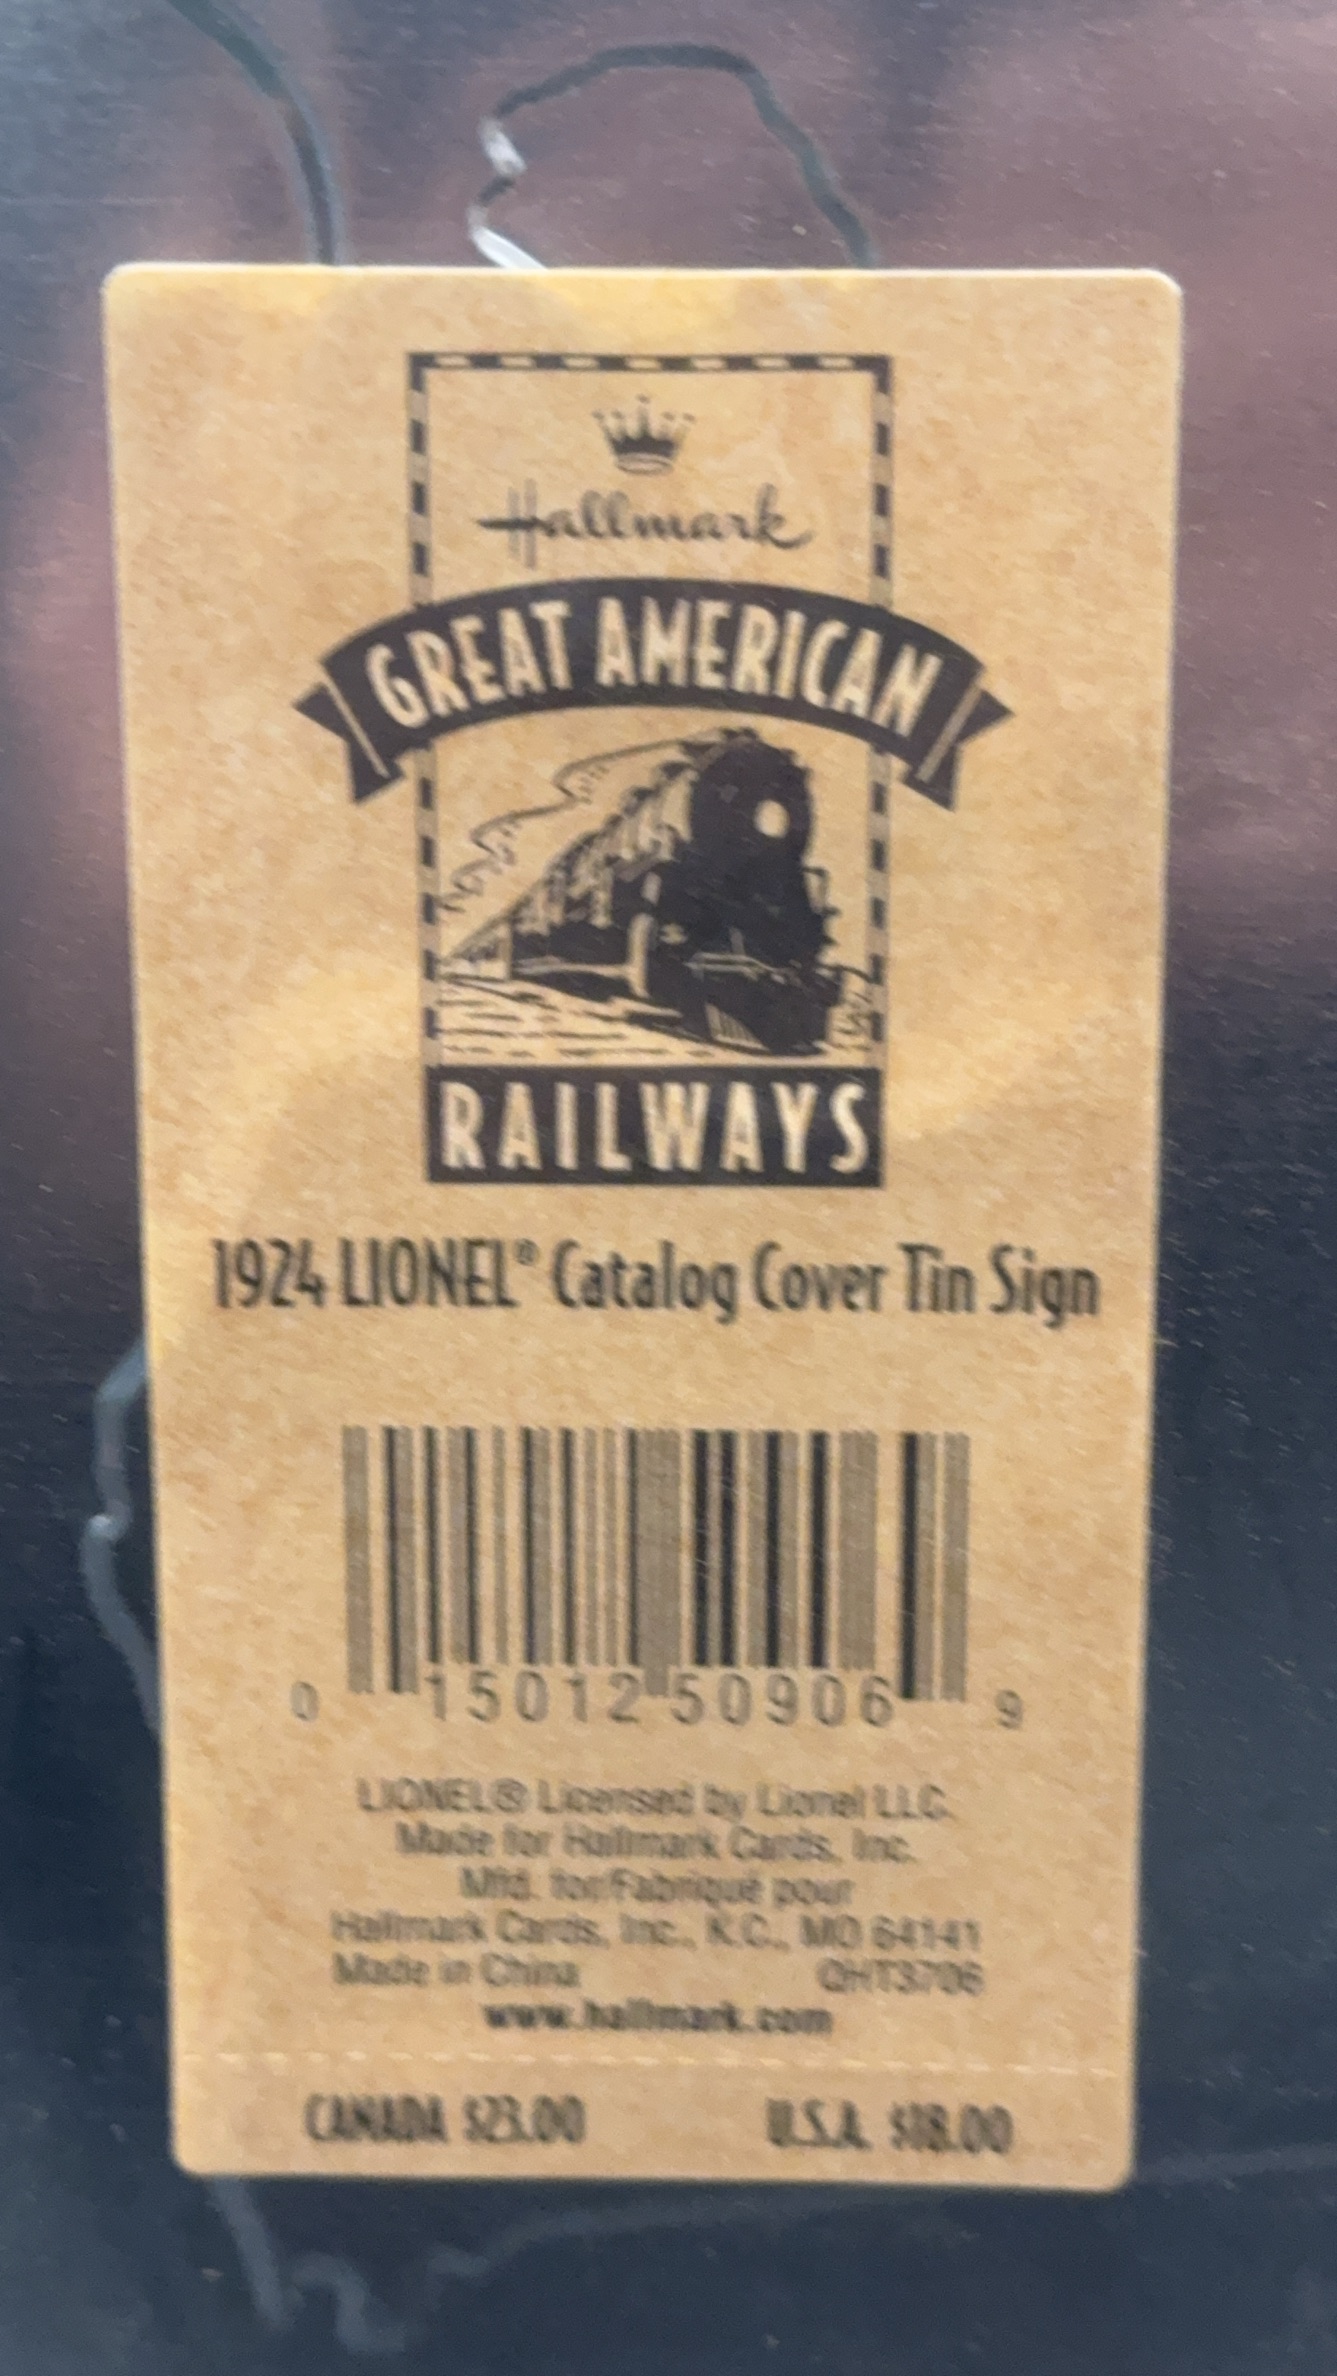 Hallmark
GREAT AMERICAN
RAILWAYS
1924 LIONEL® Catalog Cover Tin Sign
0 15012 50906 9
LIONEL® Licensed by Lionel LLC.
Made for Hallmark Cards, Inc.
Mfd. for/Fabriqué pour
Hallmark Cards, Inc., K.C., MO 64141
Made in China QHT3706
www.hallmark.com
CANADA $23.00 U.S.A. $18.00